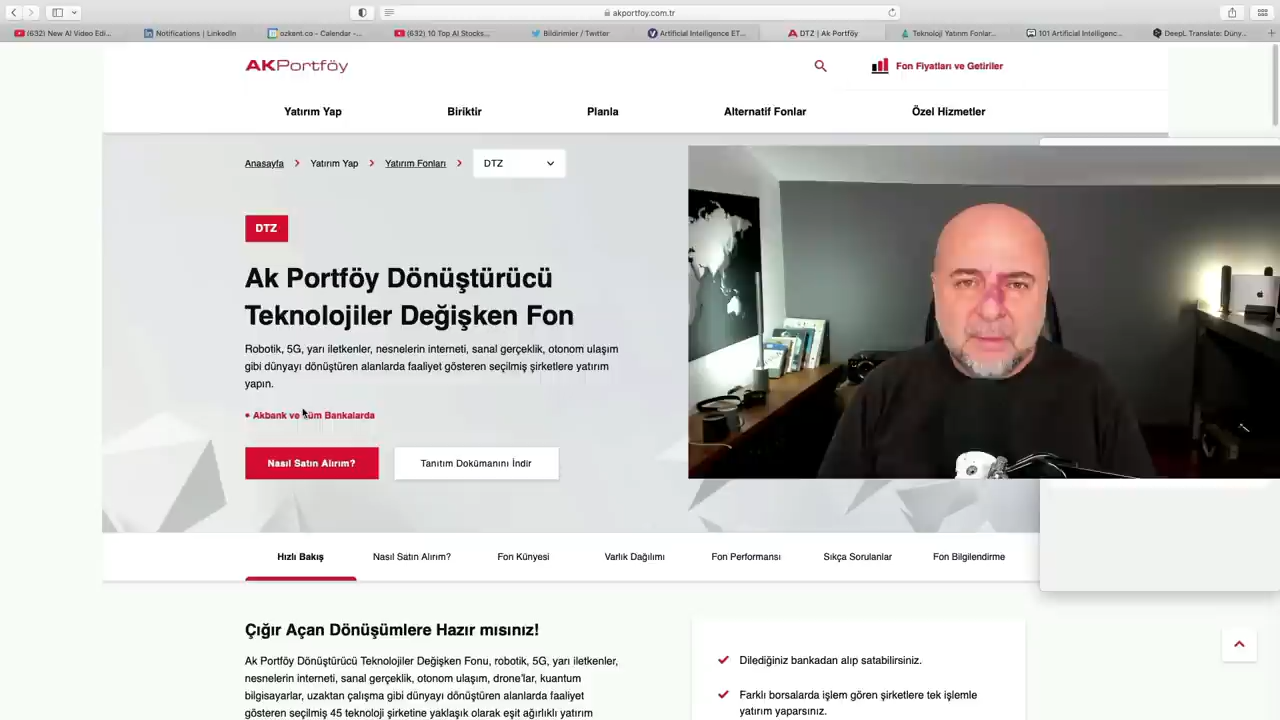 akportfoy.com.tr
(632) New AI Video Edi...
Notifications | LinkedIn
ozkent.co - Calendar -...
(632) 10 Top AI Stocks...
Bildirimler / Twitter
Artificial Intelligence ET...
DTZ | Ak Portföy
Teknoloji Yatırım Fonlar...
101 Artificial Intelligenc...
DeepL Translate: Düny...
AKPortföy
Fon Fiyatları ve Getiriler
Yatırım Yap
Biriktir
Planla
Alternatif Fonlar
Özel Hizmetler
Anasayfa > Yatırım Yap > Yatırım Fonları > DTZ
DTZ
Ak Portföy Dönüştürücü
Teknolojiler Değişken Fon
Robotik, 5G, yarı iletkenler, nesnelerin interneti, sanal gerçeklik, otonom ulaşım
gibi dünyayı dönüştüren alanlarda faaliyet gösteren seçilmiş şirketlere yatırım
yapın.
• Akbank ve Tüm Bankalarda
Nasıl Satın Alırım?
Tanıtım Dokümanını İndir
Hızlı Bakış
Nasıl Satın Alırım?
Fon Künyesi
Varlık Dağılımı
Fon Performansı
Sıkça Sorulanlar
Fon Bilgilendirme
Çığır Açan Dönüşümlere Hazır mısınız!
Ak Portföy Dönüştürücü Teknolojiler Değişken Fonu, robotik, 5G, yarı iletkenler,
nesnelerin interneti, sanal gerçeklik, otonom ulaşım, drone'lar, kuantum
bilgisayarlar, uzaktan çalışma gibi dünyayı dönüştüren alanlarda faaliyet
gösteren seçilmiş 45 teknoloji şirketine yaklaşık olarak eşit ağırlıklı yatırım
Dilediğiniz bankadan alıp satabilirsiniz.
Farklı borsalarda işlem gören şirketlere tek işlemle
yatırım yaparsınız.